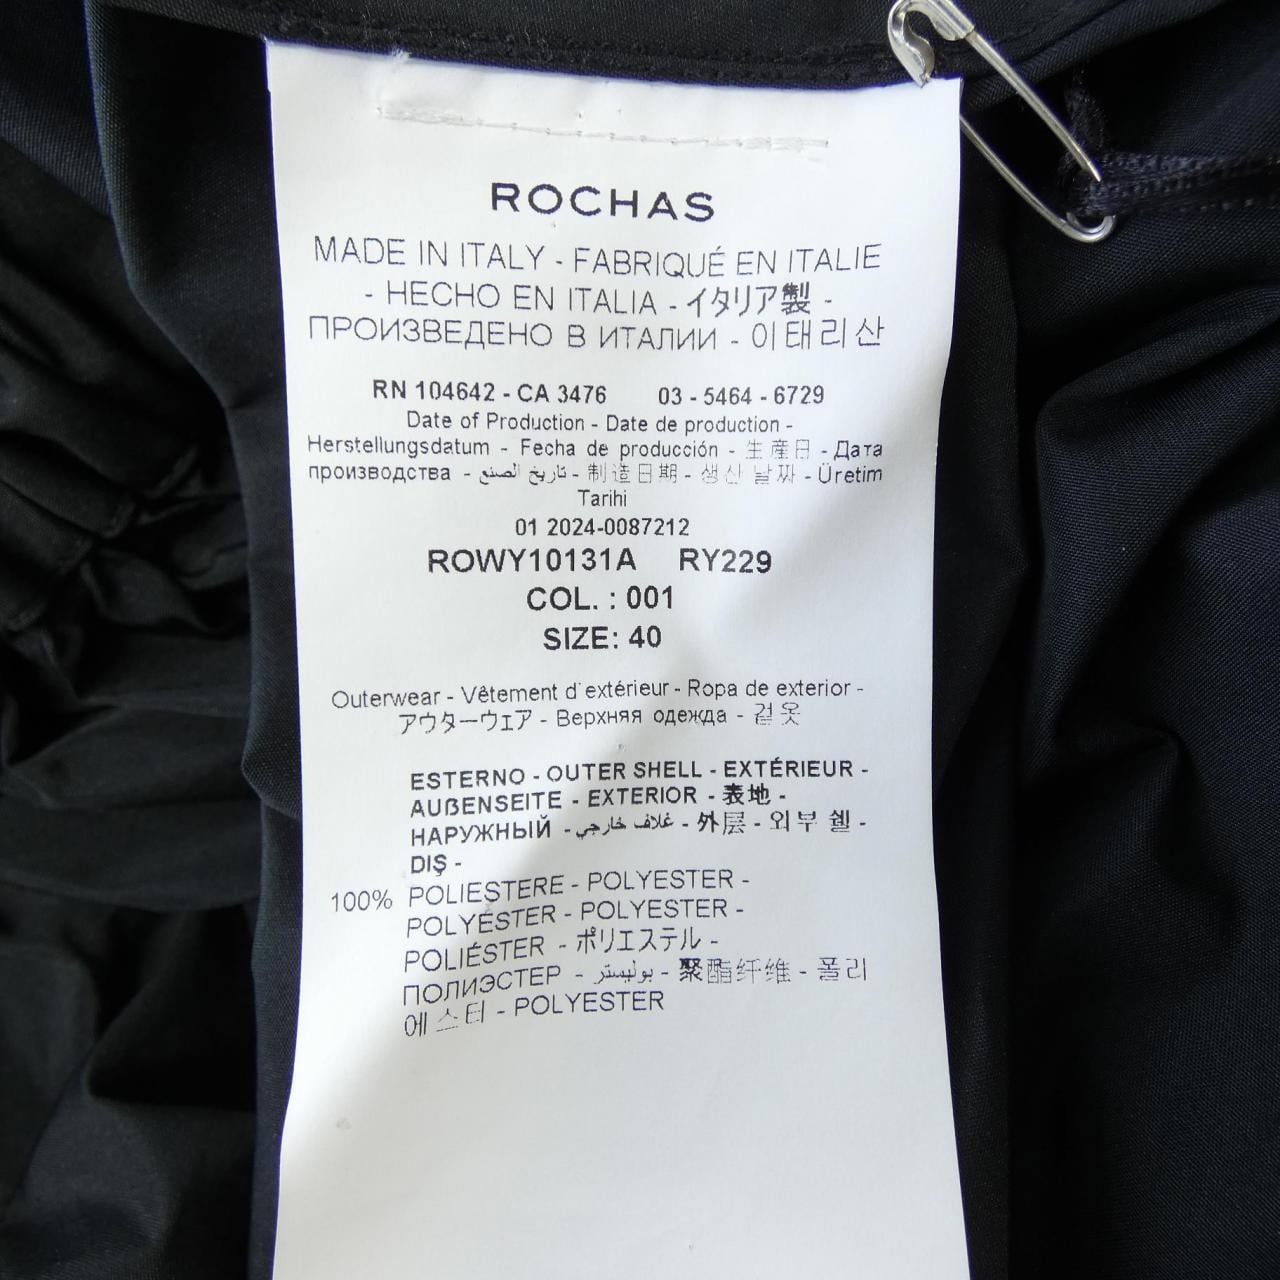 ROCHAS
MADE IN ITALY - FABRIQUÉ EN ITALIE
- HECHO EN ITALIA - イタリア製 -
ПРОИЗВЕДЕНО В ИТАЛИИ - 이태리산
RN 104642 - CA 3476 03 - 5464 - 6729
Date of Production - Date de production -
Herstellungsdatum - Fecha de producción - 生産日 - Дата
производства - تاريخ الصنع - 制造日期 - 생산 날짜 - Üretim
Tarihi
01 2024-0087212
ROWY10131A RY229
COL. : 001
SIZE: 40
Outerwear - Vêtement d'extérieur - Ropa de exterior -
アウターウェア - Верхняя одежда - 겉옷
ESTERNO - OUTER SHELL - EXTÉRIEUR -
AUßENSEITE - EXTERIOR - 表地 -
НАРУЖНЫЙ - غلاف خارجي - 外层 - 외부 쉘 -
DIŞ -
100% POLIESTERE - POLYESTER -
POLYESTER - POLYESTER -
POLIÉSTER - ポリエステル -
ПОЛИЭСТЕР - بوليستر - 聚酯纤维 - 폴리
에스터 - POLYESTER